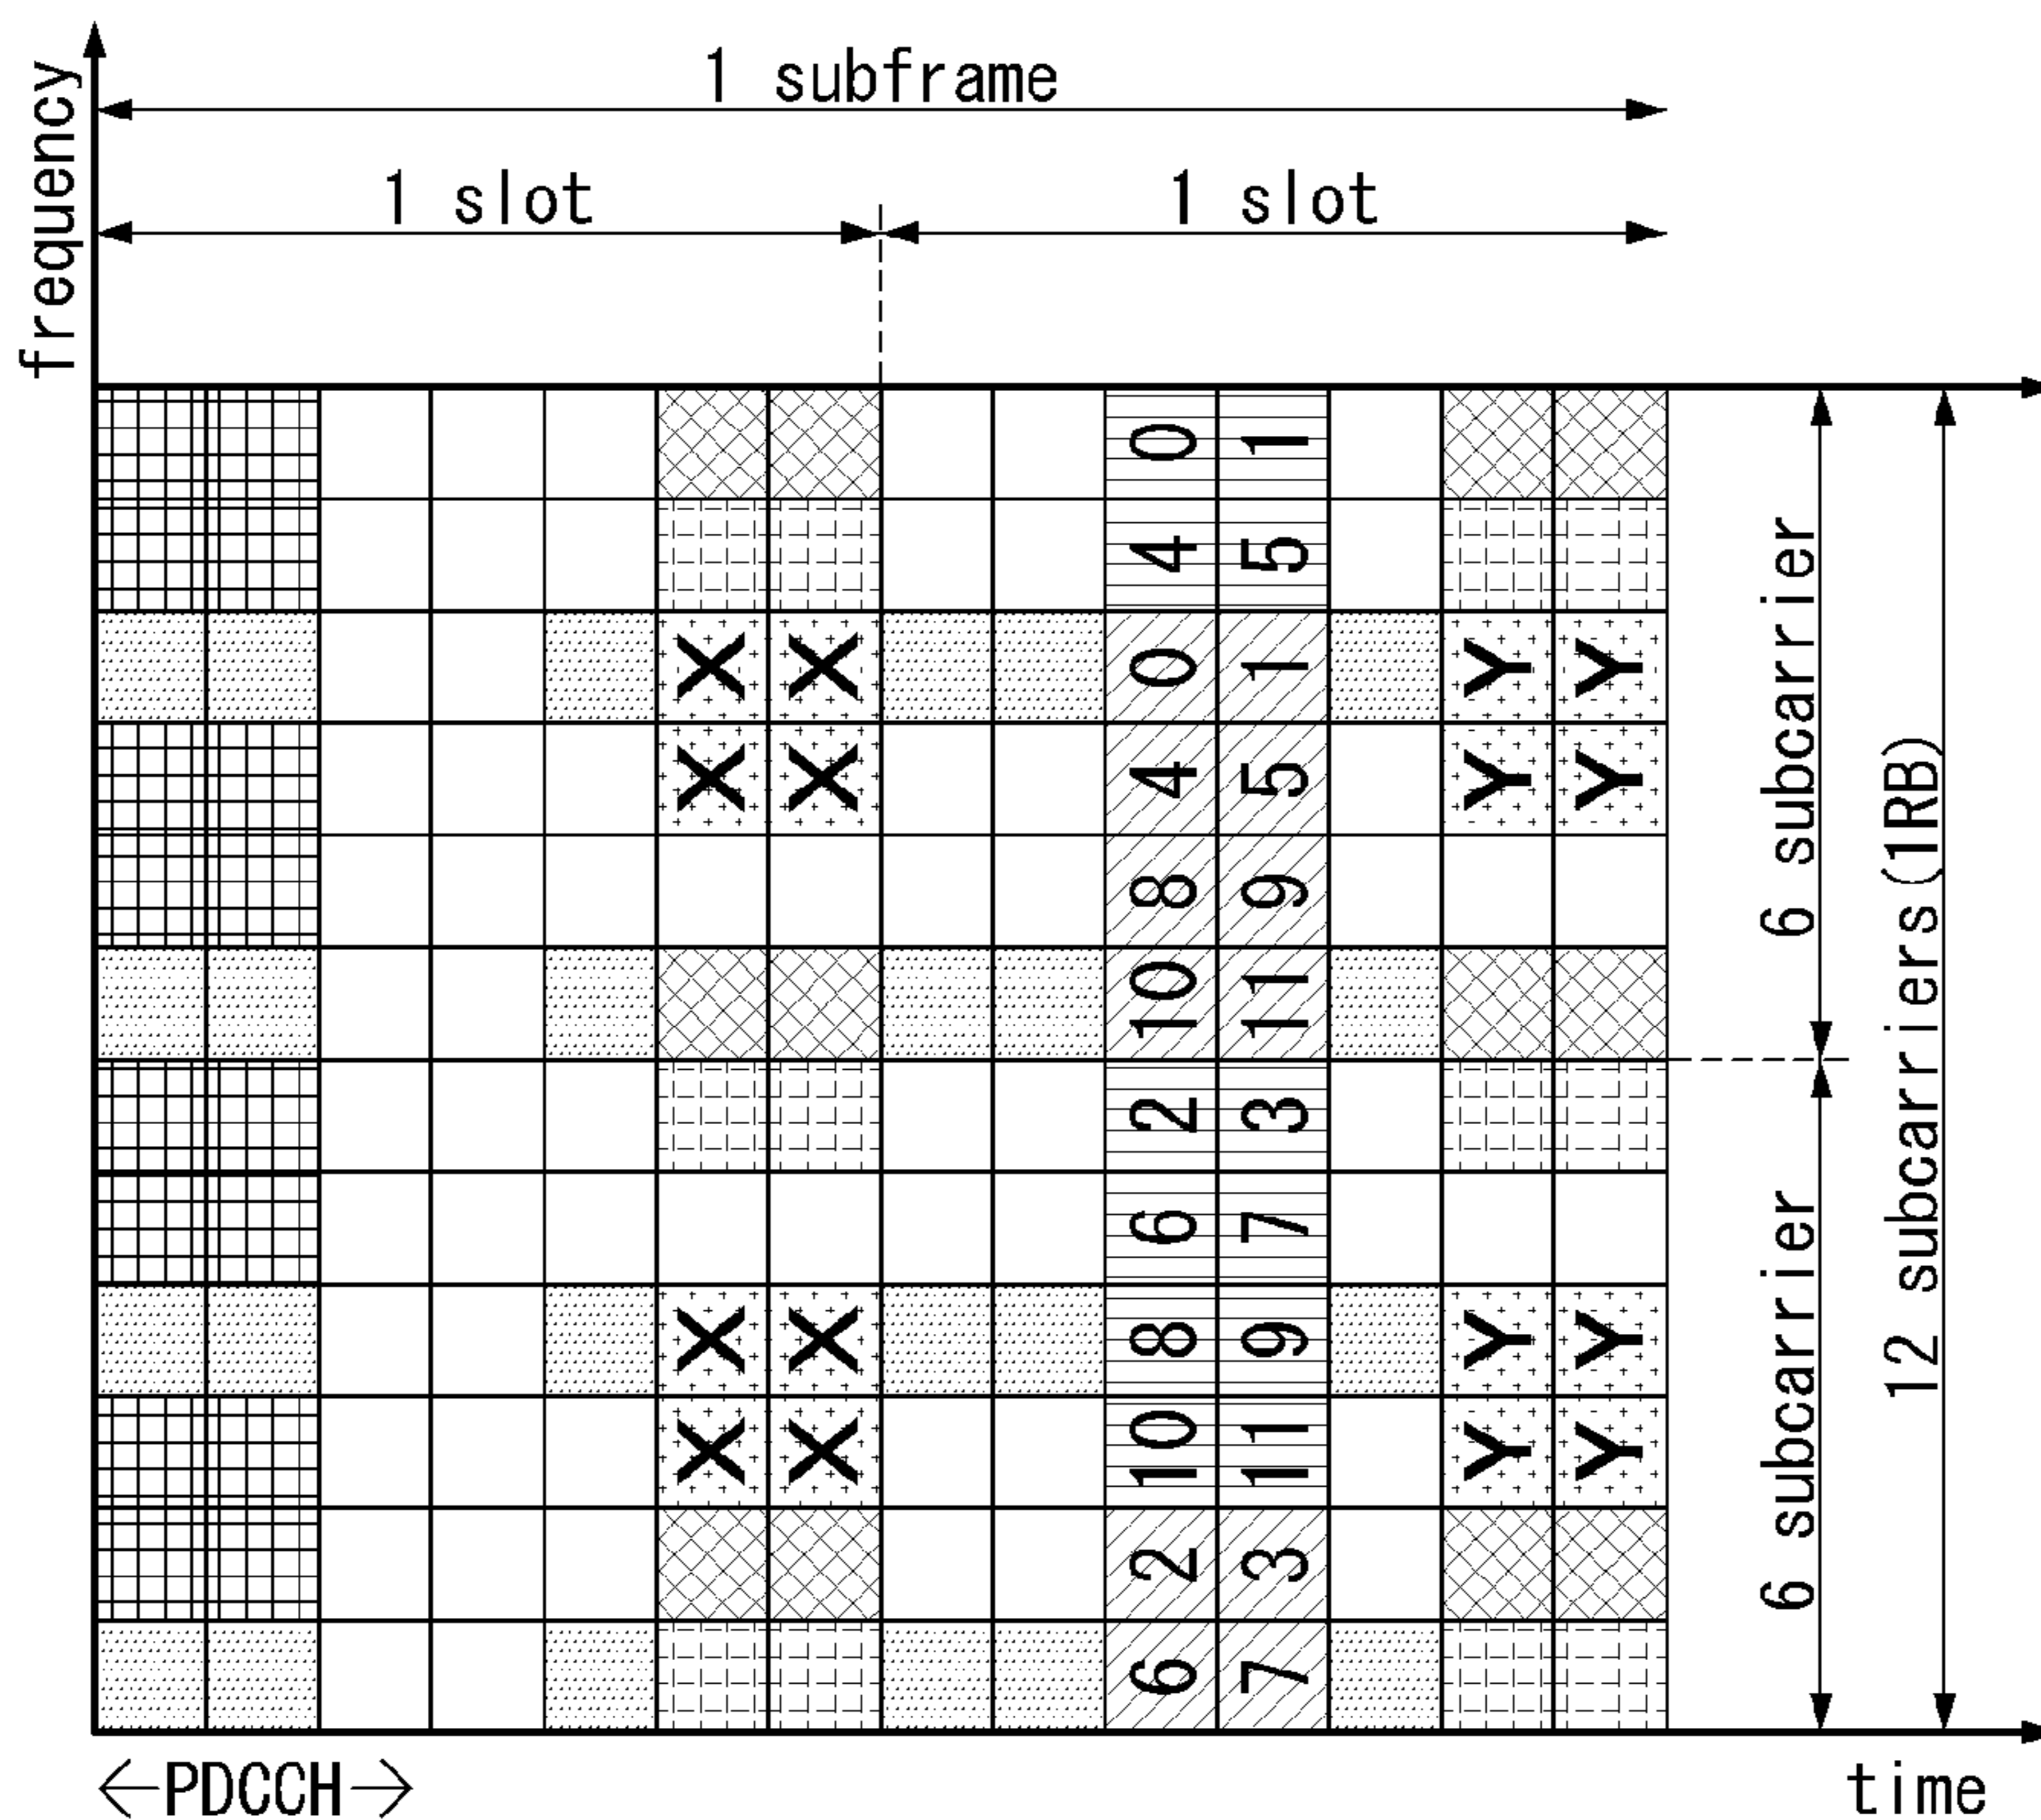 frequency
1 subframe
1 slot 1 slot
0 1
4 5
X X 0 1 Y Y
X X 4 5 Y Y
8 9
10 11
2 3
6 7
X X 8 9 Y Y
X X 10 11 Y Y
2 3
6 7
6 subcarrier
6 subcarrier
12 subcarriers(1RB)
←PDCCH→
time